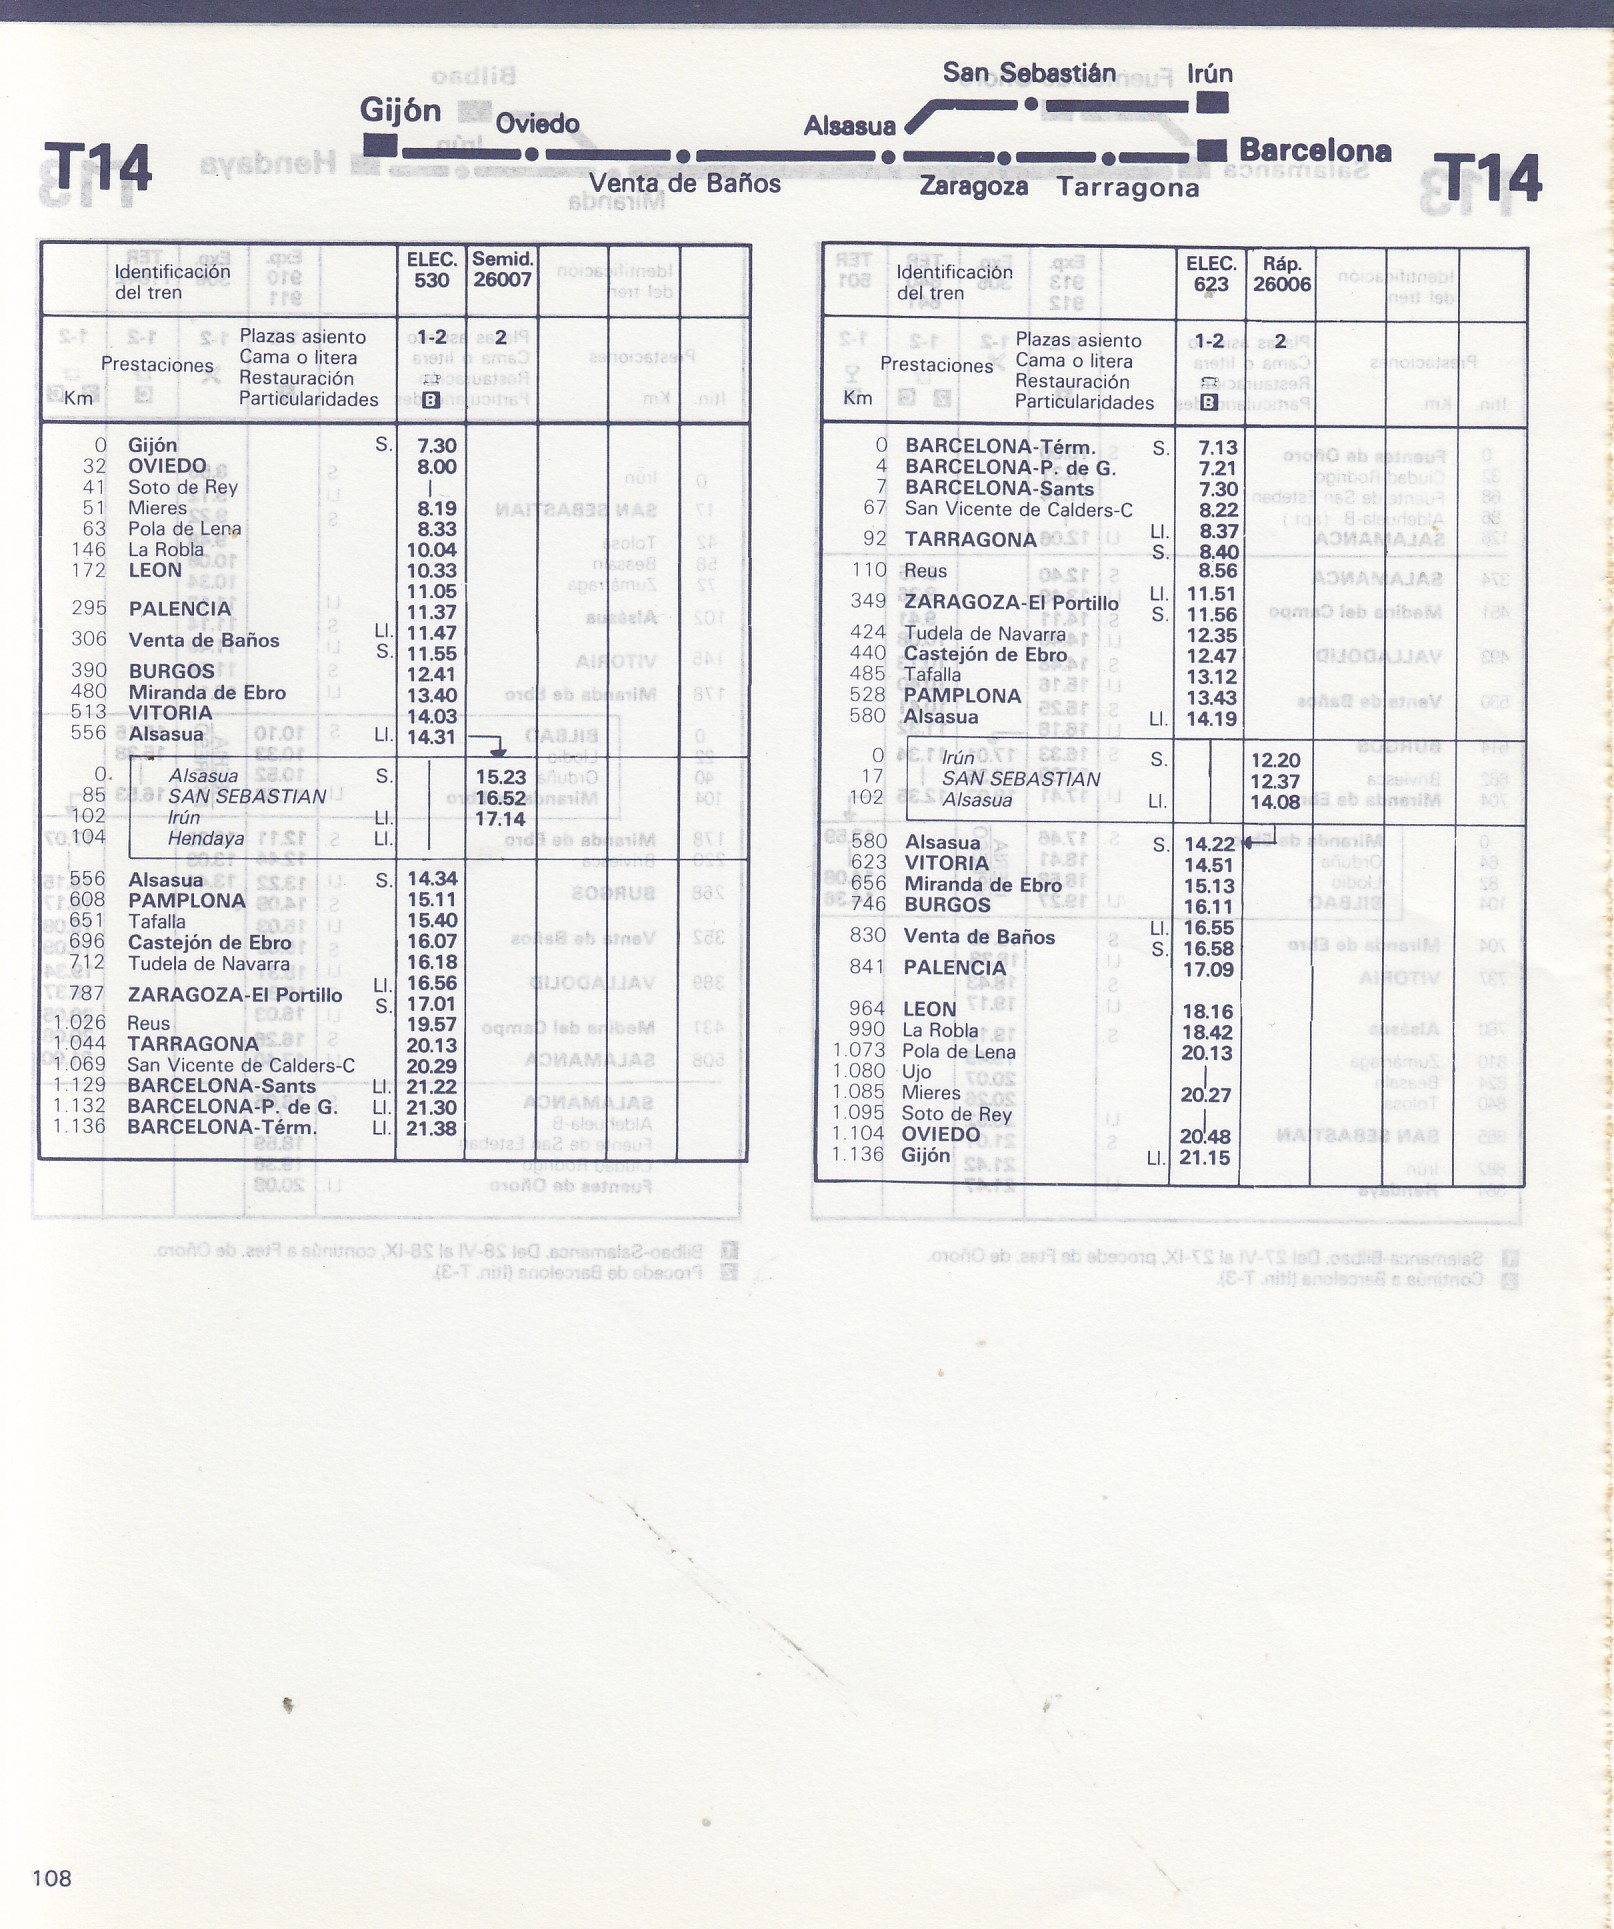 San Sebastián Irún
Gijón Oviedo Alsasua
T14 Barcelona T14
Venta de Baños Zaragoza Tarragona
Identificación del tren ELEC. 530 Semid. 26007
Plazas asiento 1-2 2
Cama o litera
Prestaciones Restauración
Km Particularidades B
0 Gijón S. 7.30
32 OVIEDO 8.00
41 Soto de Rey |
51 Mieres 8.19
63 Pola de Lena 8.33
146 La Robla 10.04
172 LEON 10.33
11.05
295 PALENCIA 11.37
306 Venta de Baños Ll. 11.47
S. 11.55
390 BURGOS 12.41
480 Miranda de Ebro 13.40
513 VITORIA 14.03
556 Alsasua Ll. 14.31
0 Alsasua S. 15.23
85 SAN SEBASTIAN 16.52
102 Irún Ll. 17.14
104 Hendaya Ll.
556 Alsasua S. 14.34
608 PAMPLONA 15.11
651 Tafalla 15.40
696 Castejón de Ebro 16.07
712 Tudela de Navarra 16.18
787 ZARAGOZA-El Portillo Ll. 16.56
S. 17.01
1.026 Reus 19.57
1.044 TARRAGONA 20.13
1.069 San Vicente de Calders-C 20.29
1.129 BARCELONA-Sants Ll. 21.22
1.132 BARCELONA-P. de G. Ll. 21.30
1.136 BARCELONA-Térm. Ll. 21.38
Identificación del tren ELEC. 623 Ráp. 26006
Plazas asiento 1-2 2
Cama o litera
Prestaciones Restauración
Km Particularidades B
0 BARCELONA-Térm. S. 7.13
4 BARCELONA-P. de G. 7.21
7 BARCELONA-Sants 7.30
67 San Vicente de Calders-C 8.22
92 TARRAGONA Ll. 8.37
S. 8.40
110 Reus 8.56
349 ZARAGOZA-El Portillo Ll. 11.51
S. 11.56
424 Tudela de Navarra 12.35
440 Castejón de Ebro 12.47
485 Tafalla 13.12
528 PAMPLONA 13.43
580 Alsasua Ll. 14.19
0 Irún S. 12.20
17 SAN SEBASTIAN 12.37
102 Alsasua Ll. 14.08
580 Alsasua S. 14.22
623 VITORIA 14.51
656 Miranda de Ebro 15.13
746 BURGOS 16.11
830 Venta de Baños Ll. 16.55
S. 16.58
841 PALENCIA 17.09
964 LEON 18.16
990 La Robla 18.42
1.073 Pola de Lena 20.13
1.080 Ujo |
1.085 Mieres 20.27
1.095 Soto de Rey |
1.104 OVIEDO 20.48
1.136 Gijón Ll. 21.15
108